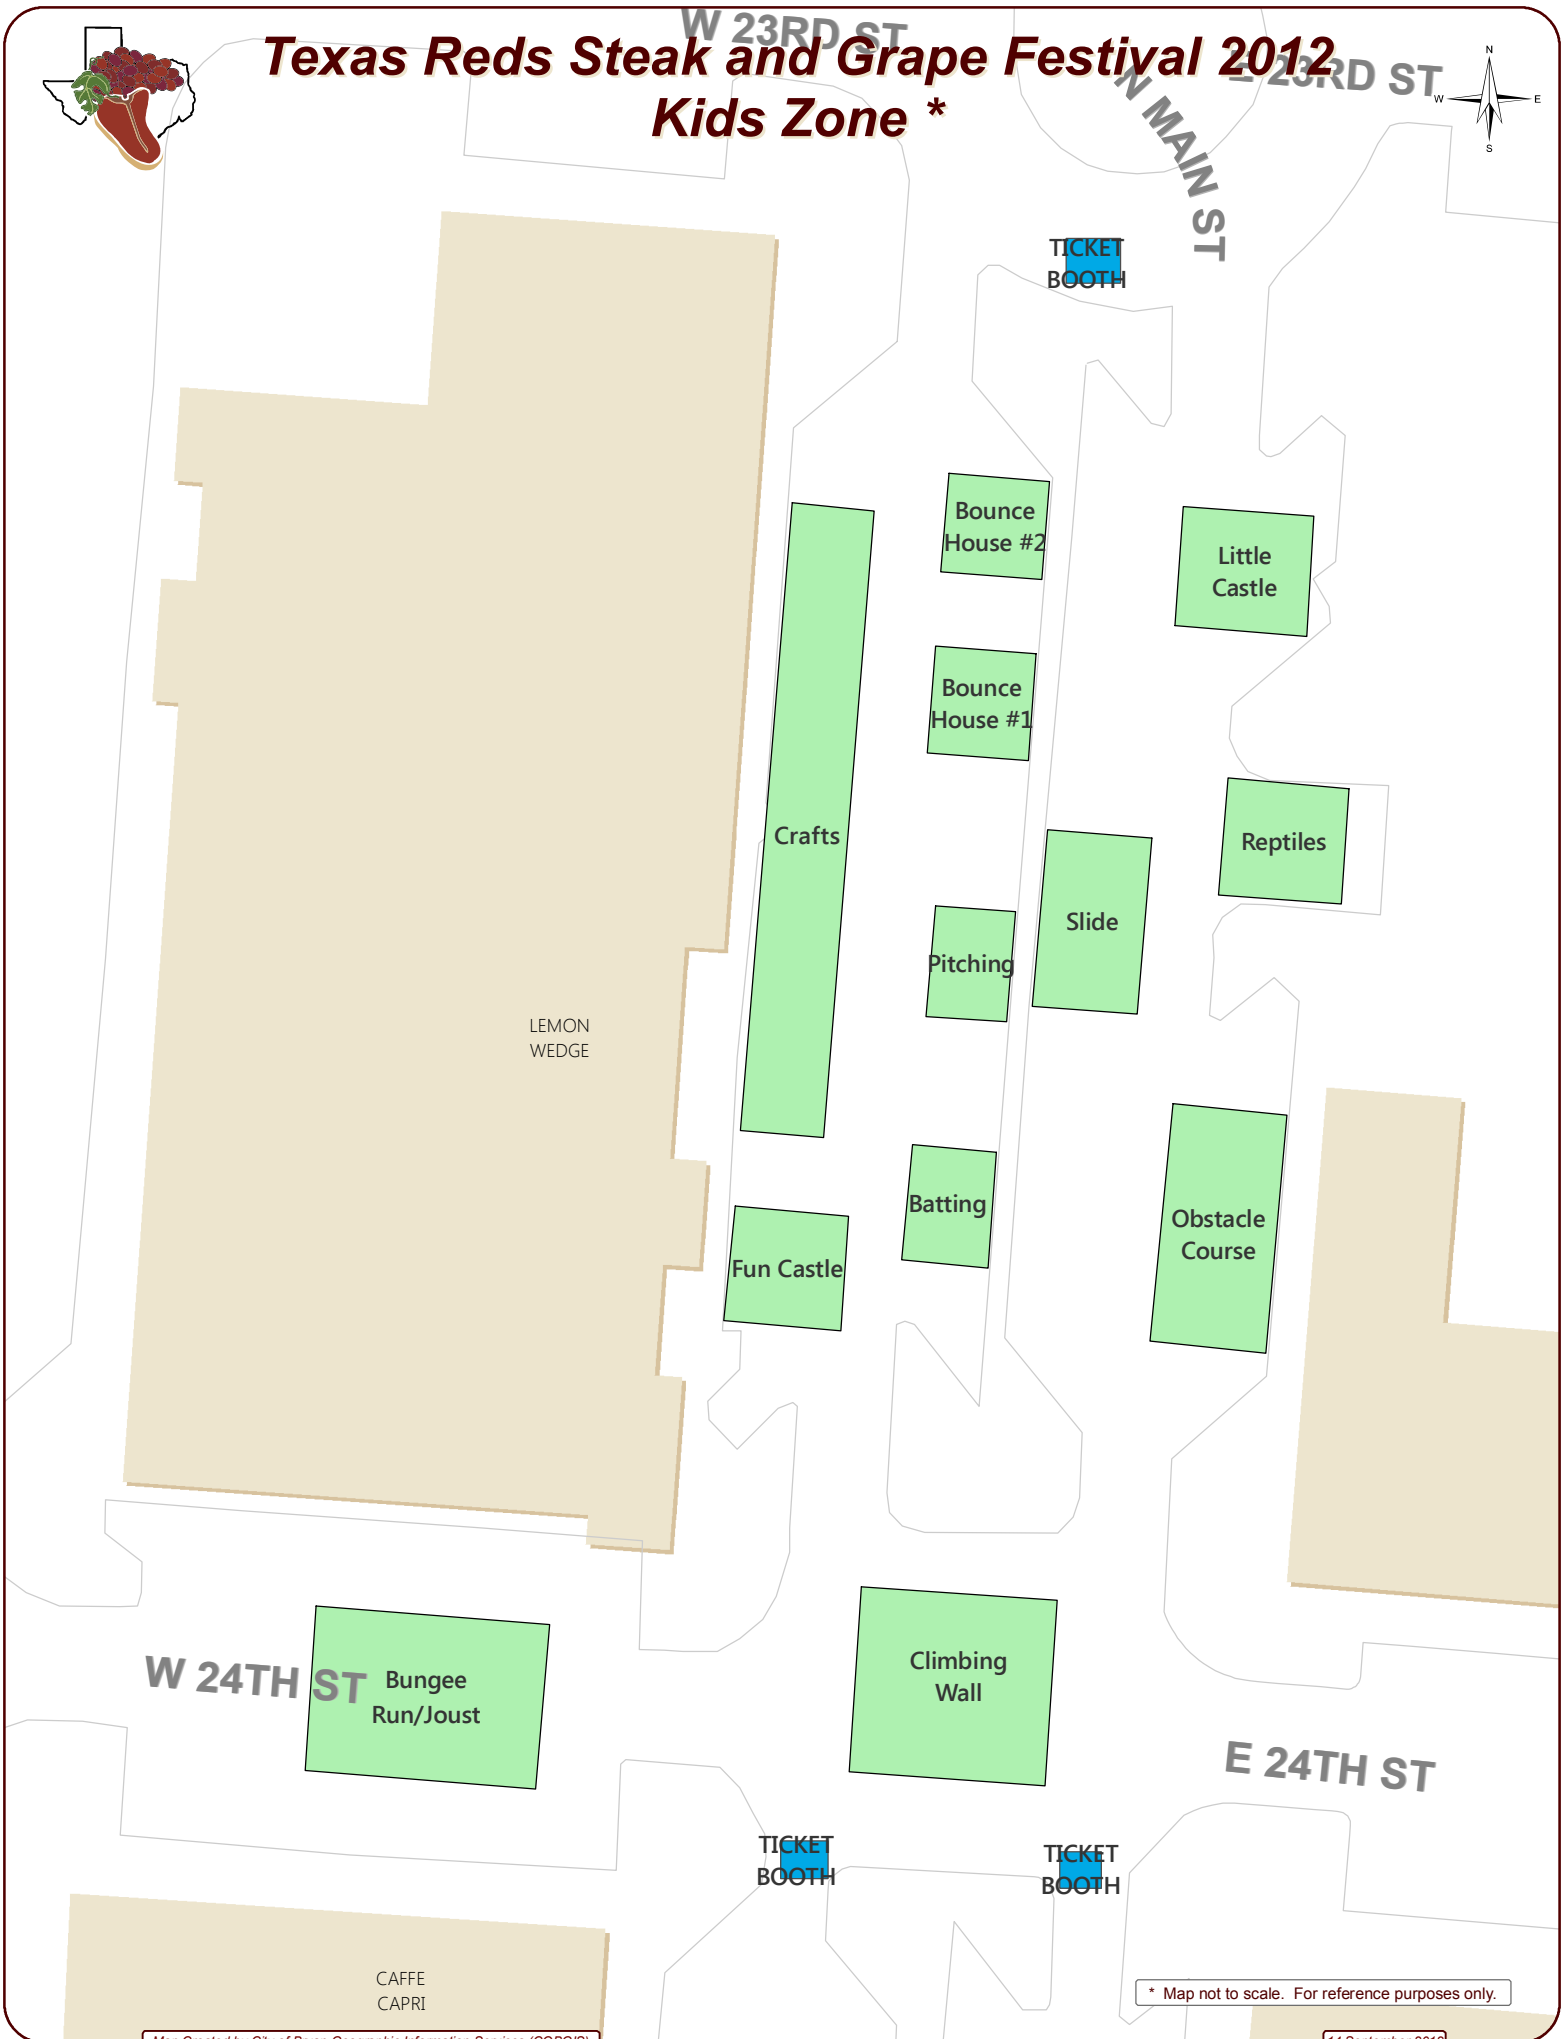 W 23RD ST
Texas Reds Steak and Grape Festival 2012
E 23RD ST
Kids Zone *
N
W
E
S
N MAIN ST
TICKET
BOOTH
Bounce
House #2
Little
Castle
Bounce
House #1
Crafts
Reptiles
Slide
Pitching
LEMON
WEDGE
Batting
Obstacle
Course
Fun Castle
W 24TH ST
Bungee
Run/Joust
Climbing
Wall
E 24TH ST
TICKET
BOOTH
TICKET
BOOTH
CAFFE
CAPRI
* Map not to scale. For reference purposes only.